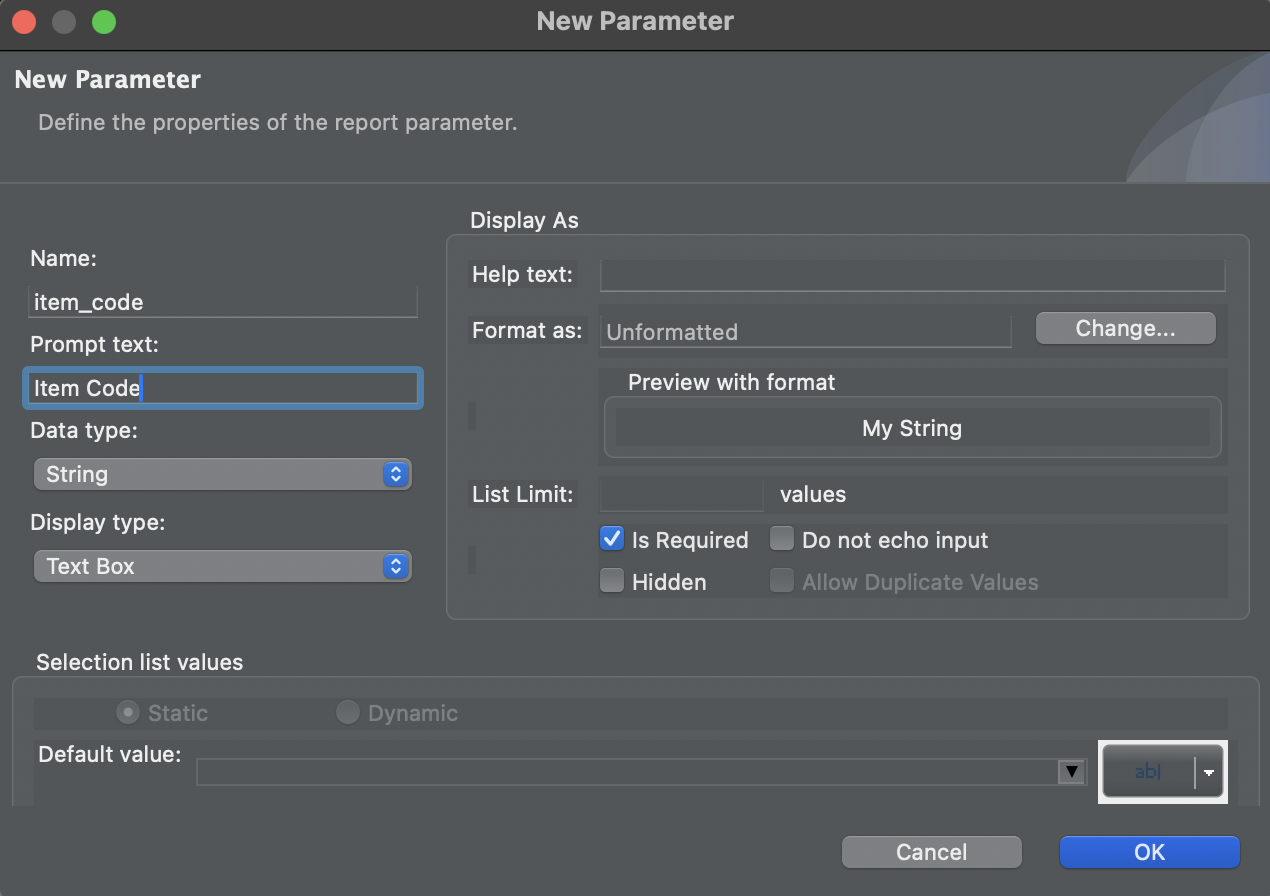 New Parameter
New Parameter
Define the properties of the report parameter.
Name:
item_code
Prompt text:
Item Code
Data type:
String
Display type:
Text Box
Display As
Help text:
Format as:
Unformatted
Change...
Preview with format
My String
List Limit:
values
Is Required
Do not echo input
Hidden
Allow Duplicate Values
Selection list values
Static
Dynamic
Default value:
ab|
Cancel
OK